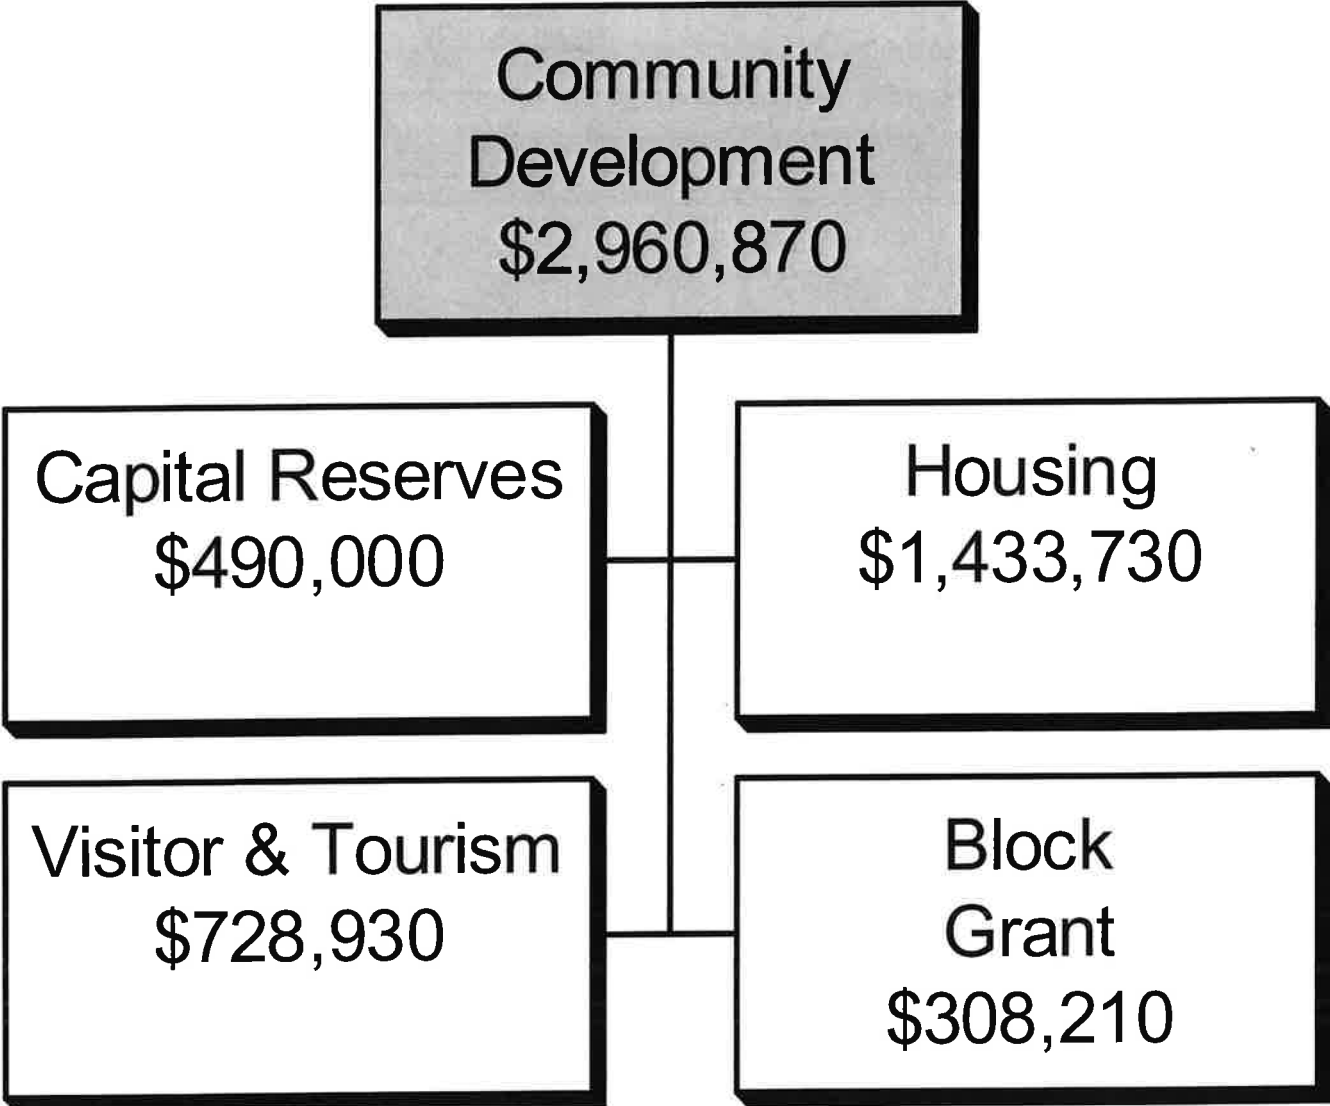 Community
Development
$2,960,870
Capital Reserves
$490,000
Housing
$1,433,730
Visitor & Tourism
$728,930
Block
Grant
$308,210